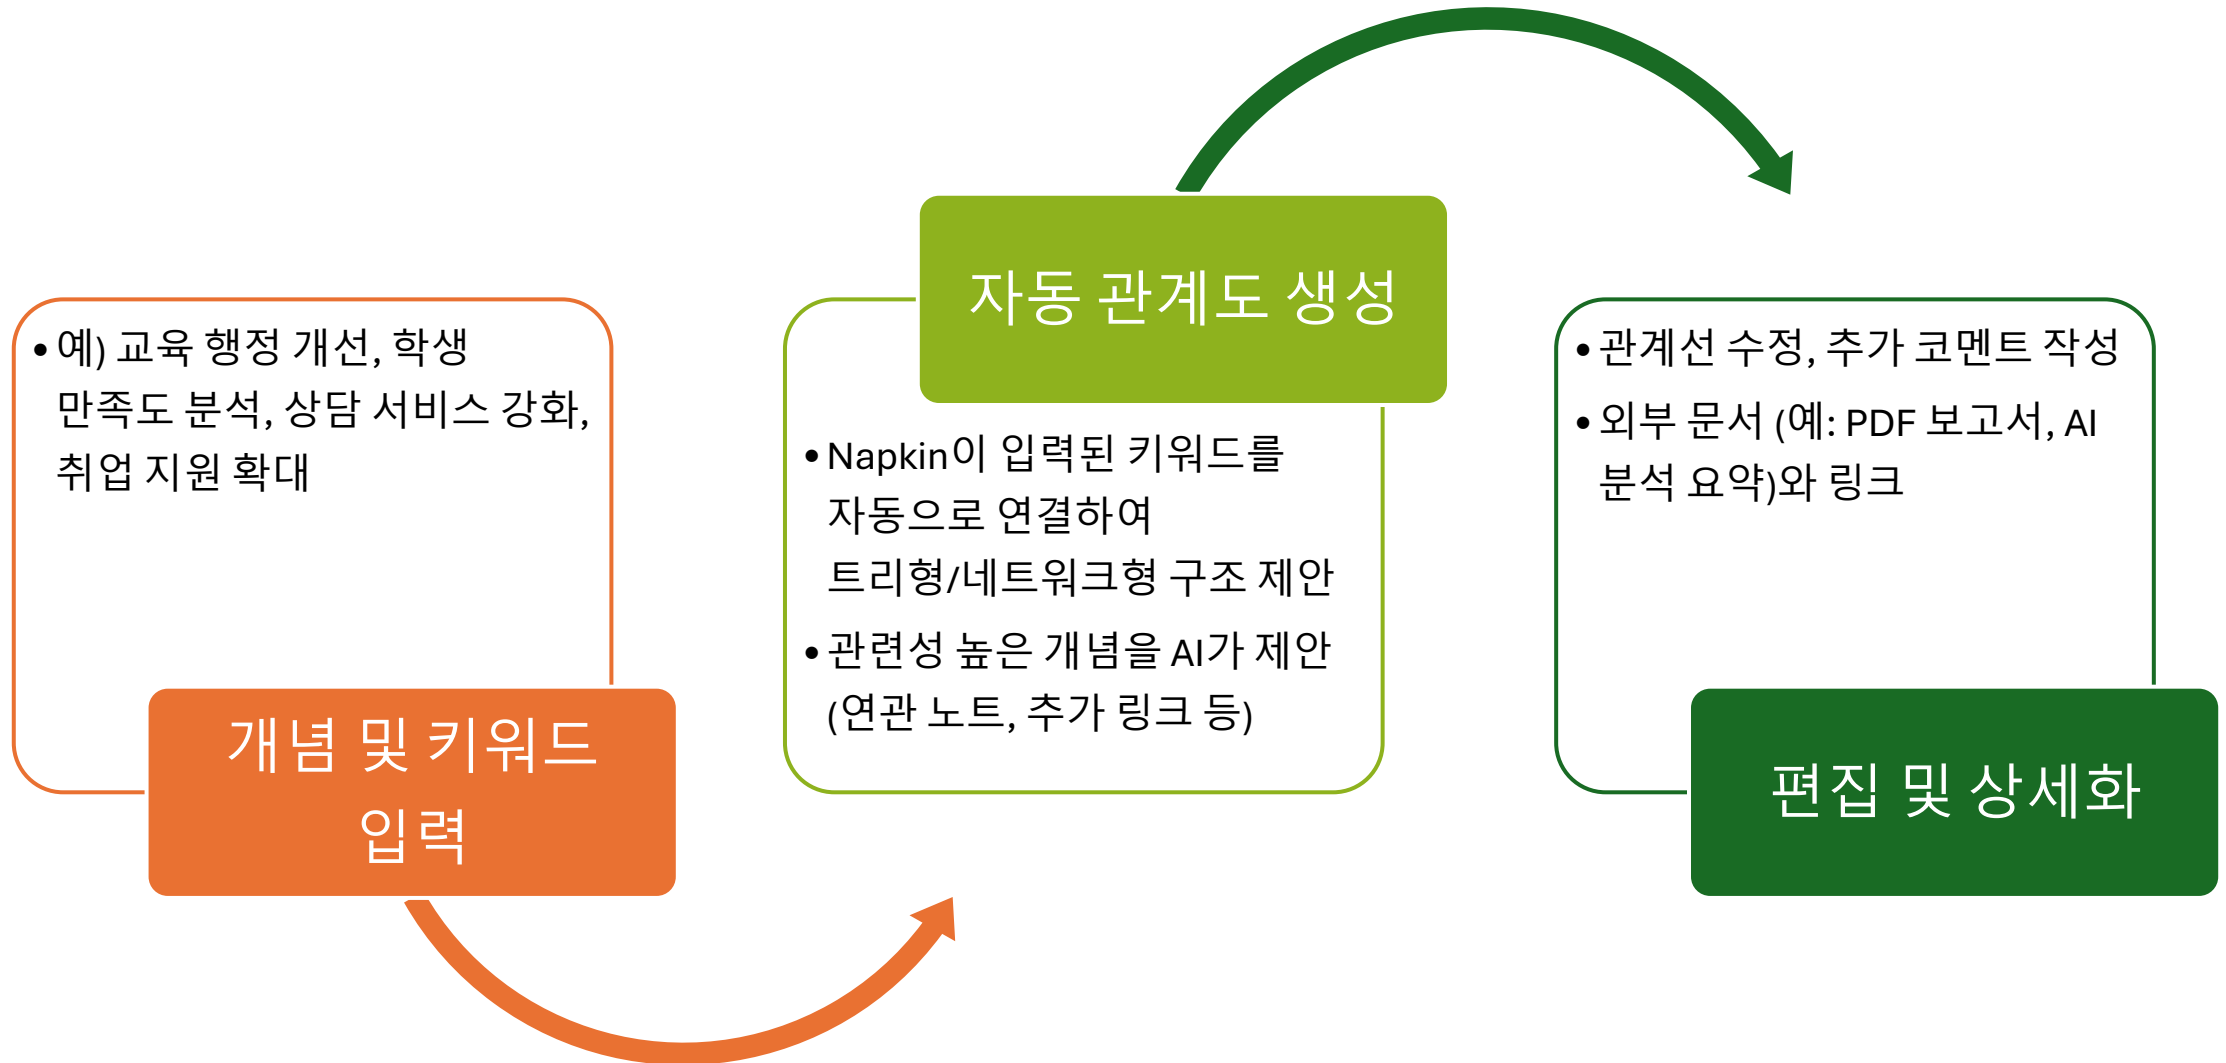 • 예) 교육 행정 개선, 학생
만족도 분석, 상담 서비스 강화,
취업 지원 확대
개념 및 키워드
입력
자동 관계도 생성
• Napkin이 입력된 키워드를
자동으로 연결하여
트리형/네트워크형 구조 제안
• 관련성 높은 개념을 AI가 제안
(연관 노트, 추가 링크 등)
• 관계선 수정, 추가 코멘트 작성
• 외부 문서 (예: PDF 보고서, AI
분석 요약)와 링크
편집 및 상세화